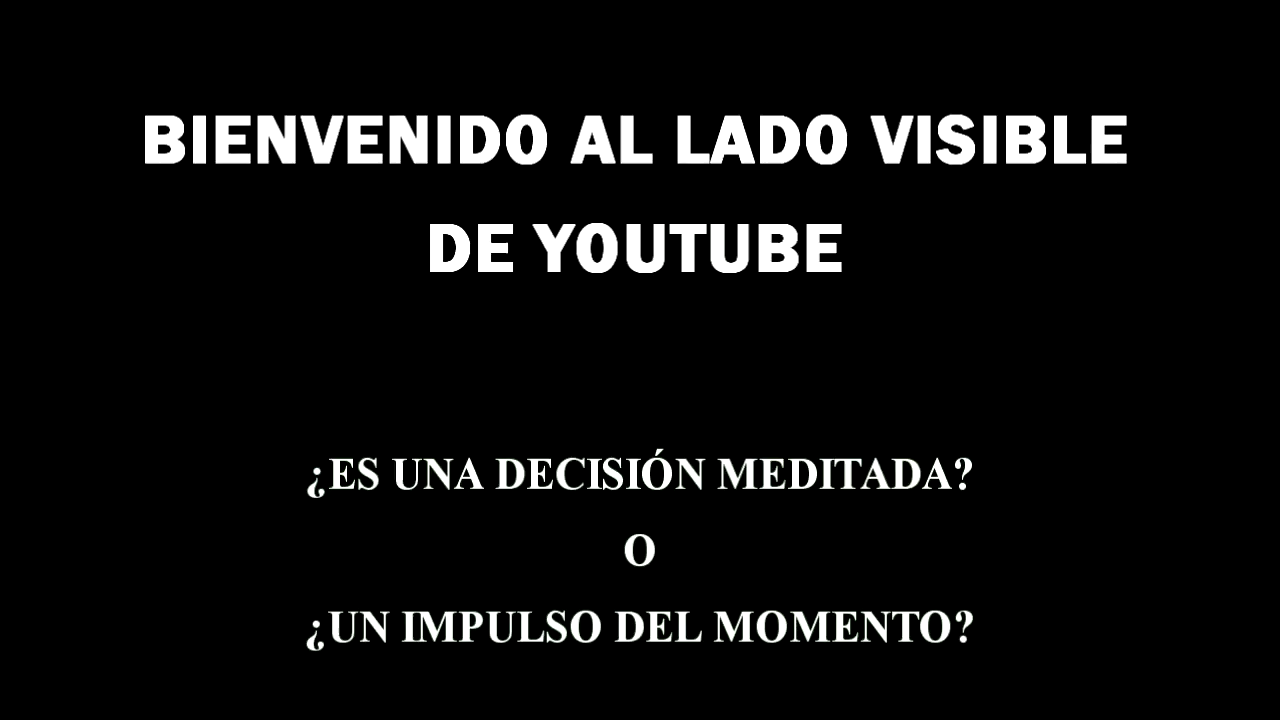 BIENVENIDO AL LADO VISIBLE
DE YOUTUBE
¿ES UNA DECISIÓN MEDITADA?
O
¿UN IMPULSO DEL MOMENTO?